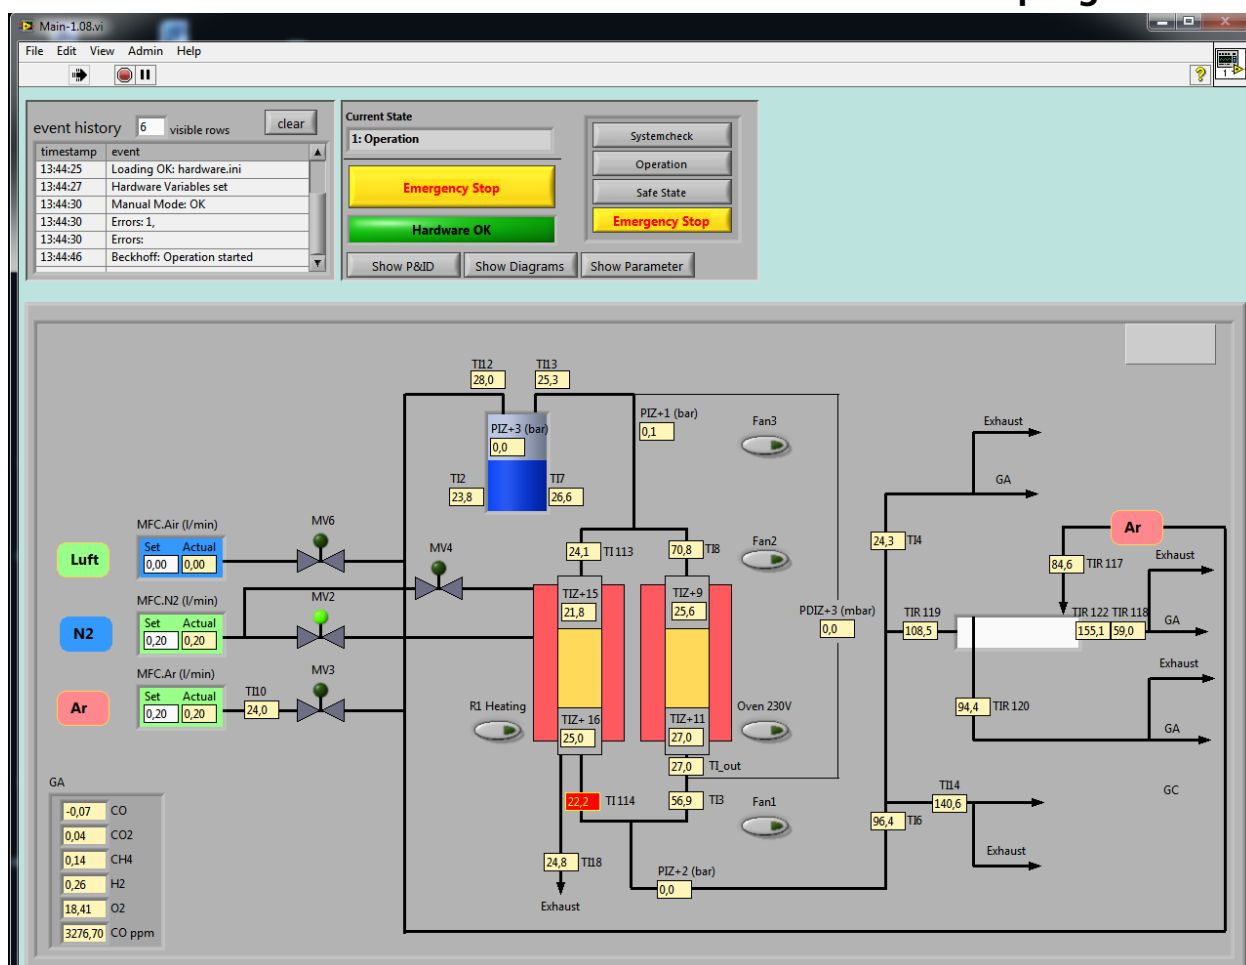 Main-1.08.vi
File Edit View Admin Help
event history 6 visible rows clear
timestamp event
13:44:25 Loading OK: hardware.ini
13:44:27 Hardware Variables set
13:44:30 Manual Mode: OK
13:44:30 Errors: 1,
13:44:30 Errors:
13:44:46 Beckhoff: Operation started
Current State
1: Operation
Emergency Stop
Hardware OK
Systemcheck
Operation
Safe State
Emergency Stop
Show P&ID Show Diagrams Show Parameter
TI12 TI13
28,0 25,3
PIZ+3 (bar)
0,0
PIZ+1 (bar)
0,1
Fan3
TI2 TI7
23,8 26,6
Exhaust
GA
MFC.Air (l/min)
Luft
Set Actual
0,00 0,00
MV6
MV4
24,1 TI 113
70,8 TI8
Fan2
24,3 TI4
Ar
Exhaust
84,6 TIR 117
MFC.N2 (l/min)
N2
Set Actual
0,20 0,20
MV2
TIZ+15
21,8
TIZ+9
25,6
PDIZ+3 (mbar)
0,0
TIR 119
108,5
TIR 122 TIR 118
155,1 59,0
GA
MFC.Ar (l/min)
Ar
Set Actual
0,20 0,20
TI10
24,0
MV3
Exhaust
R1 Heating
TIZ+ 16
25,0
TIZ+11
27,0
Oven 230V
94,4 TIR 120
GA
27,0 TI_out
22,2 TI 114
56,9 TI3
Fan1
TI14
140,6
GC
96,4 TI6
Exhaust
24,8 TI18
Exhaust
PIZ+2 (bar)
0,0
GA
-0,07 CO
0,04 CO2
0,14 CH4
0,26 H2
18,41 O2
3276,70 CO ppm